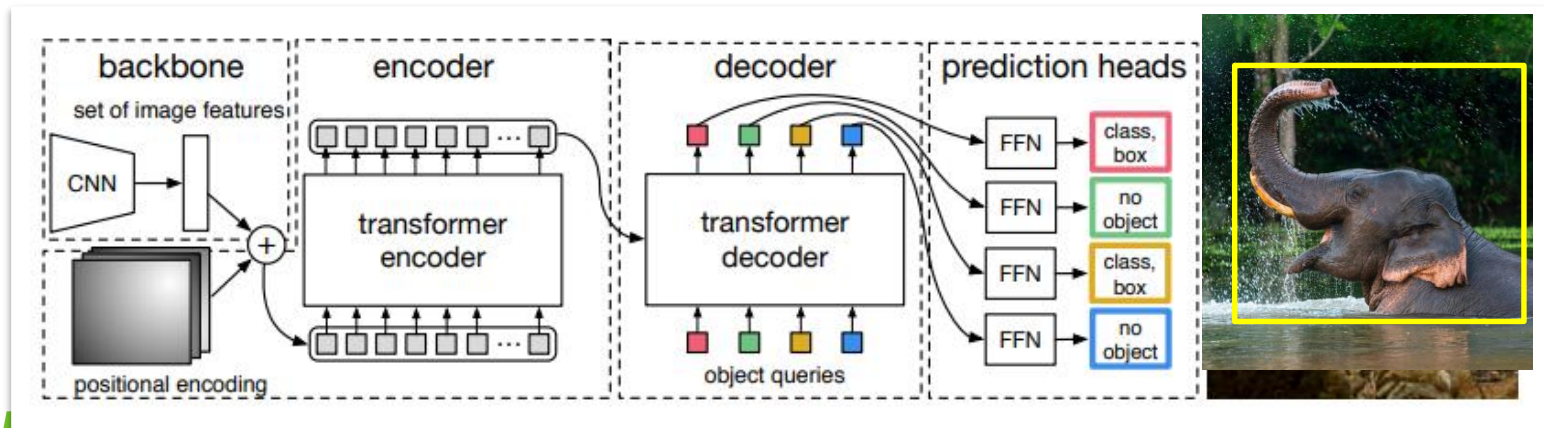 backbone
set of image features
CNN
+
positional encoding
encoder
...
transformer
encoder
...
decoder
transformer
decoder
object queries
prediction heads
FFN
class,
box
FFN
no
object
FFN
class,
box
FFN
no
object